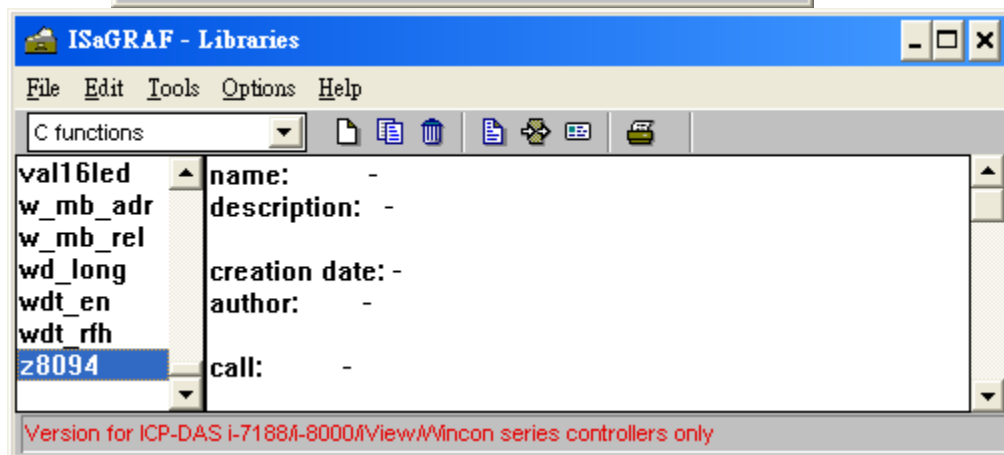 ISaGRAF - Libraries
File Edit Tools Options Help
C functions
val16led
w_mb_adr
w_mb_rel
wd_long
wdt_en
wdt_rfh
z8094
name: -
description: -
creation date: -
author: -
call: -
Version for ICP-DAS i-7188/i-8000/iView/Wincon series controllers only